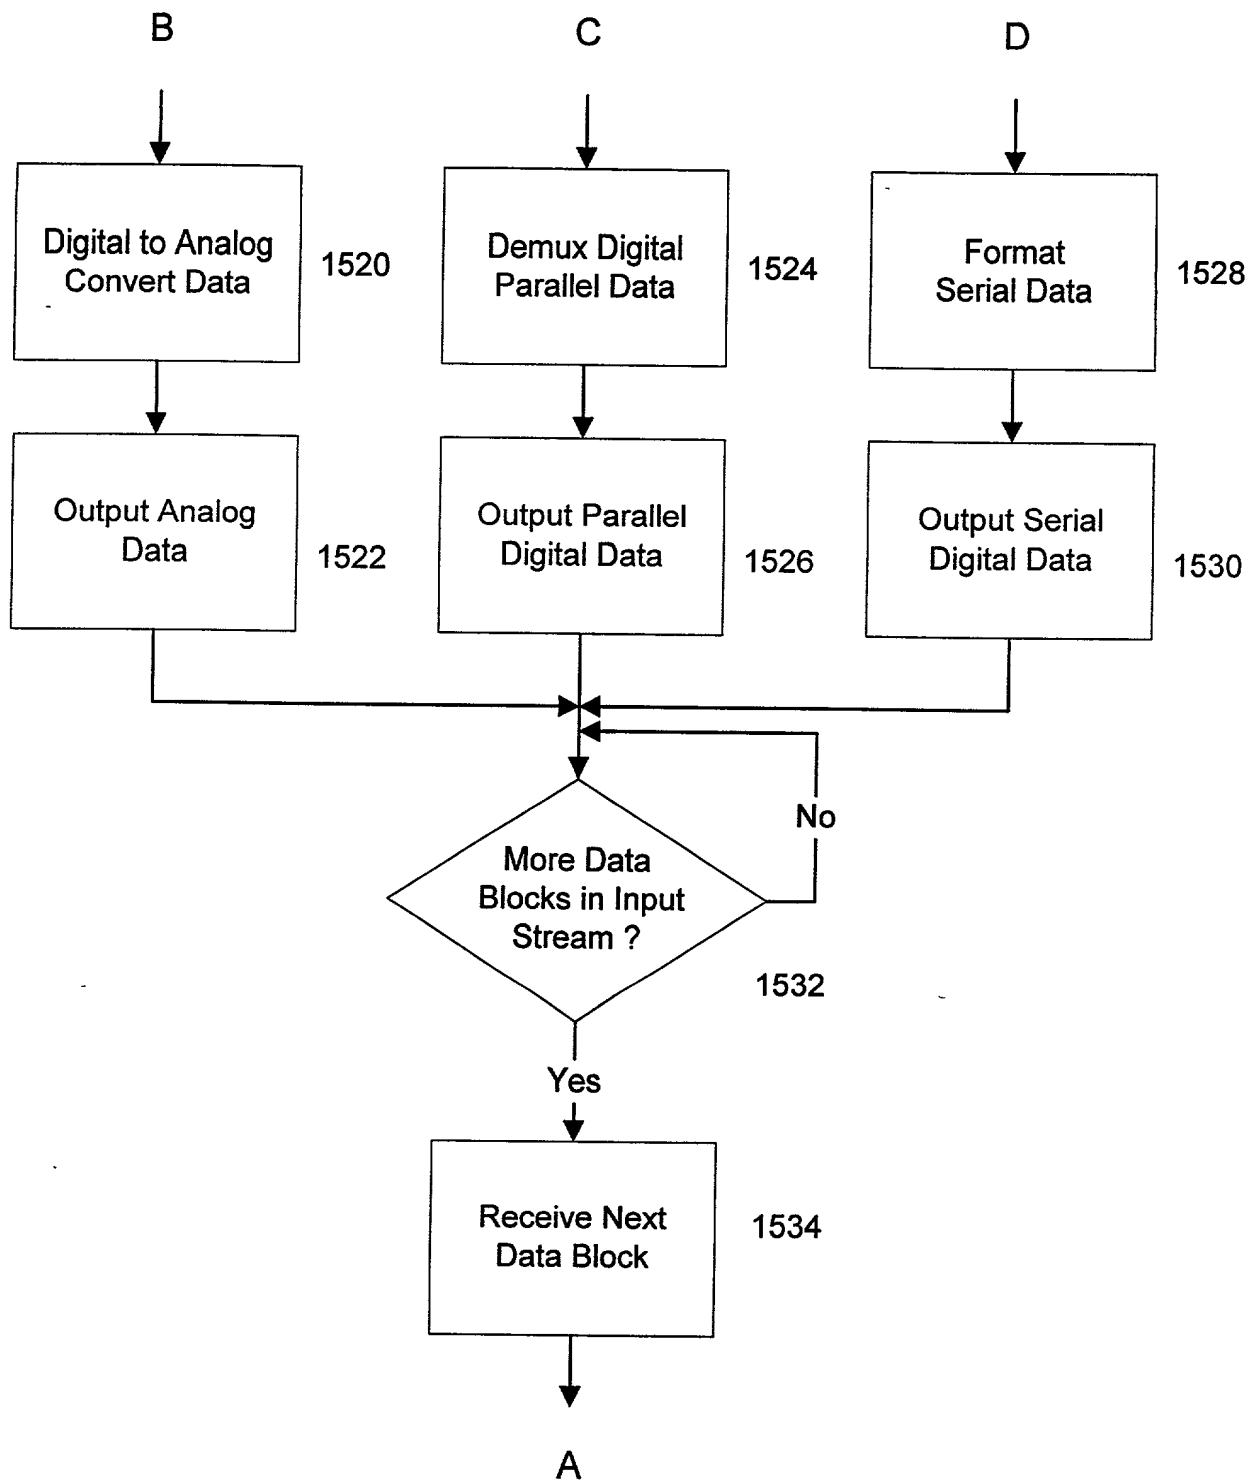 B
C
D
Digital to Analog
Convert Data
1520
Demux Digital
Parallel Data
1524
Format
Serial Data
1528
Output Analog
Data
1522
Output Parallel
Digital Data
1526
Output Serial
Digital Data
1530
No
More Data
Blocks in Input
Stream ?
1532
Yes
Receive Next
Data Block
1534
A